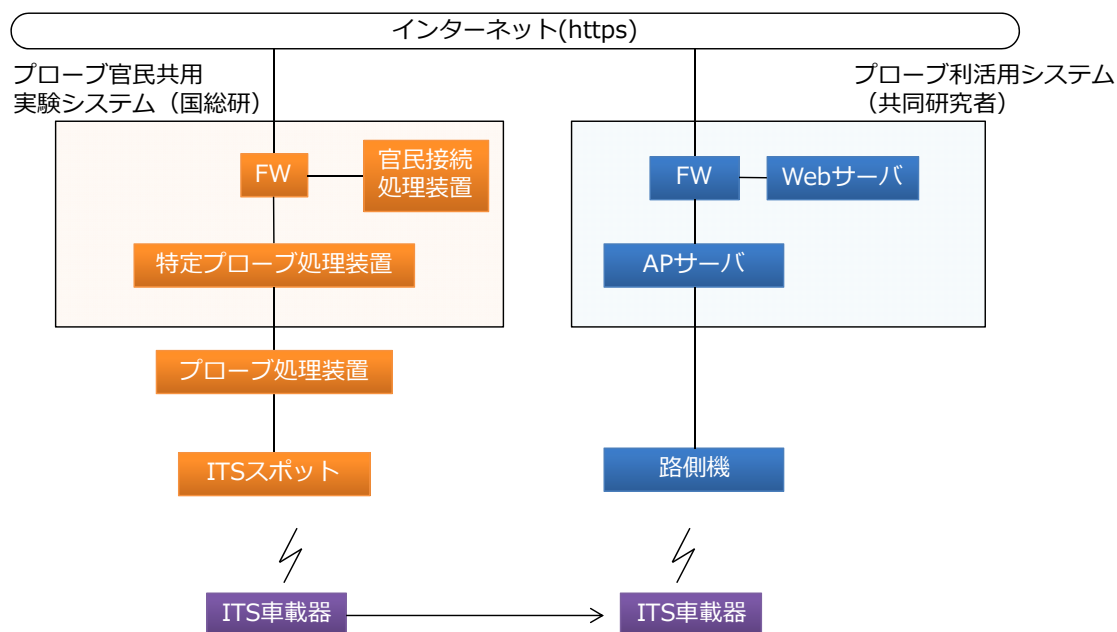 インターネット(https)
プローブ官民共用
実験システム（国総研）
プローブ利活用システム
（共同研究者）
FW
官民接続
処理装置
FW
Webサーバ
特定プローブ処理装置
APサーバ
プローブ処理装置
ITSスポット
路側機
ITS車載器
ITS車載器